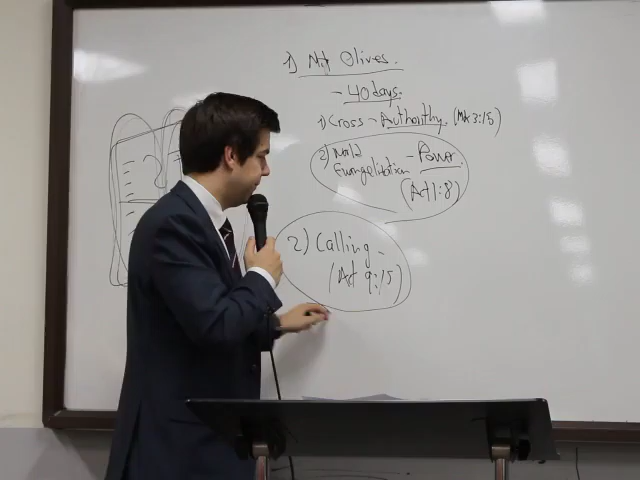 1) Mt Olives.
- 40 days.
1) Cross - Authority. (Mk 3:15)
2) World Evangelization - Power.
(Act 1:8)
2) Calling -
(Act 9:15)